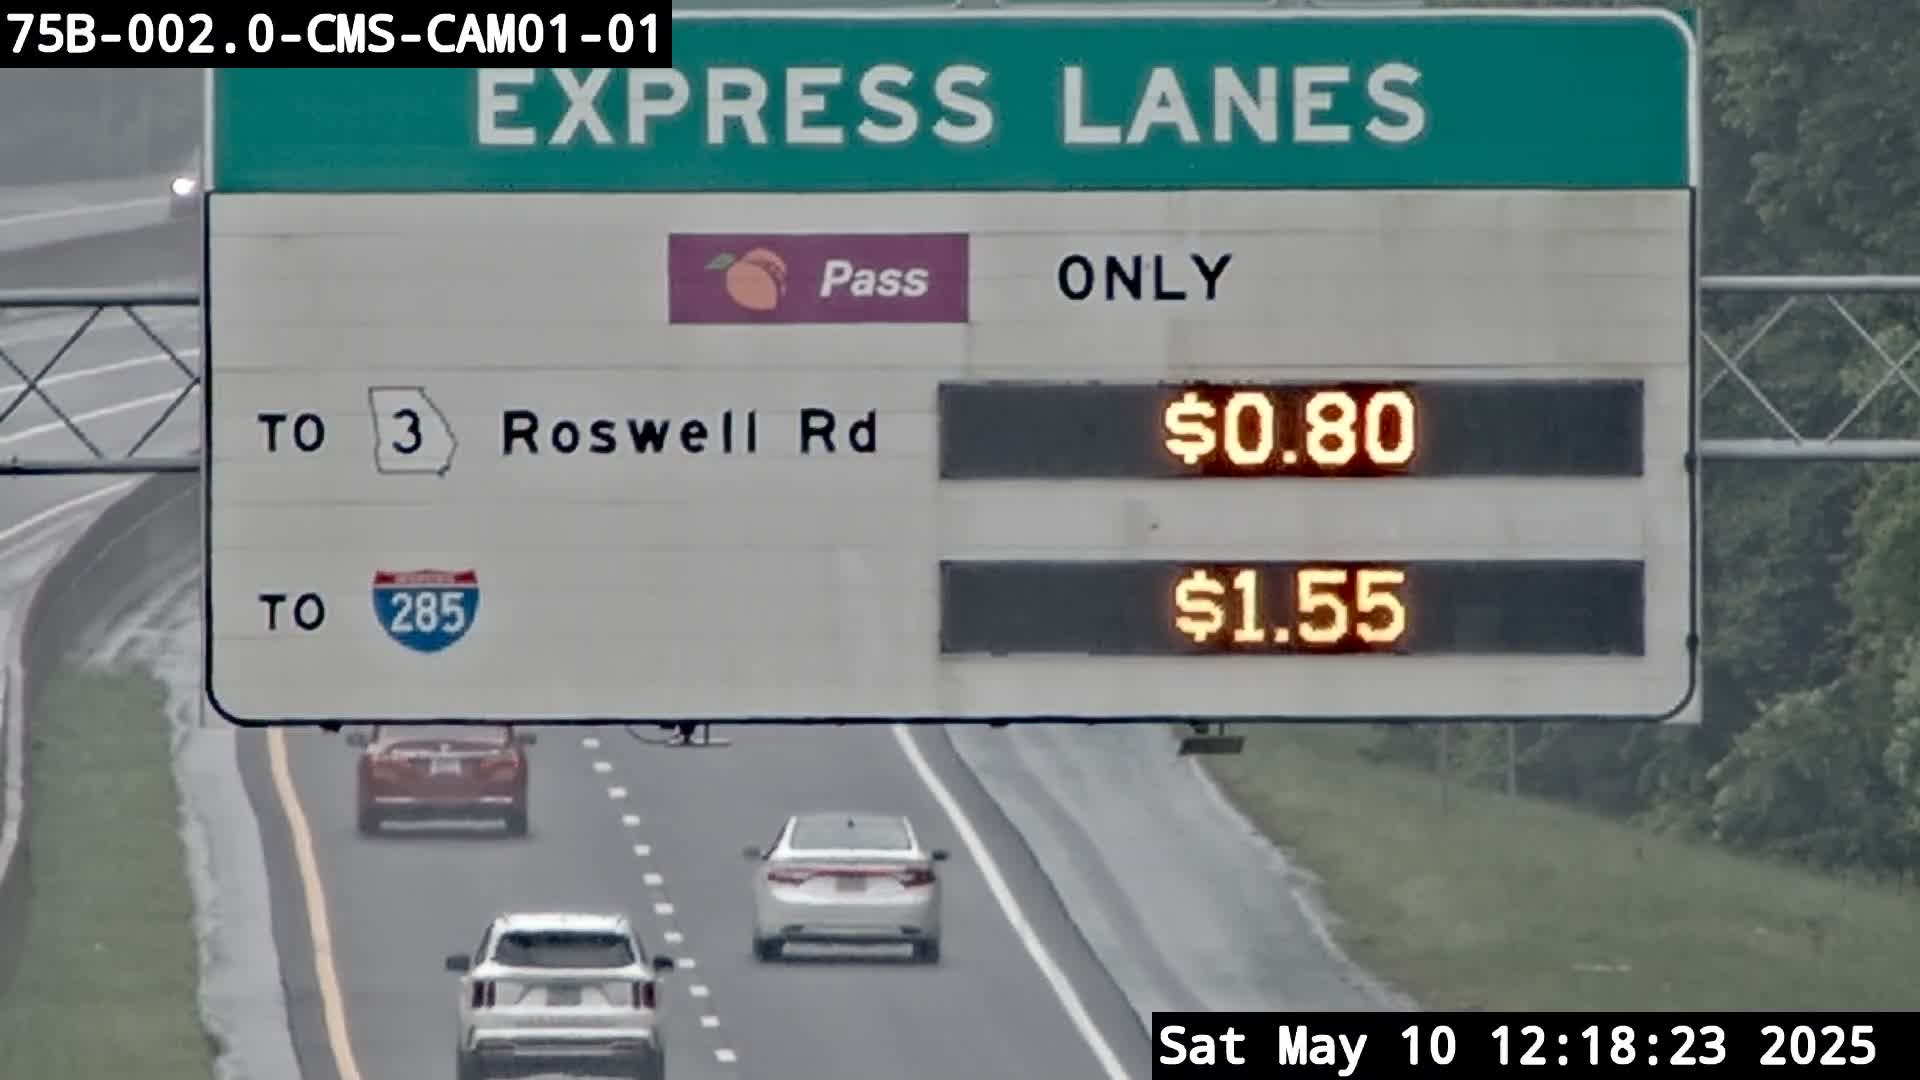 75B-002.0-CMS-CAM01-01
EXPRESS LANES
Pass ONLY
TO 3 Roswell Rd $0.80
TO 285 $1.55
Sat May 10 12:18:23 2025